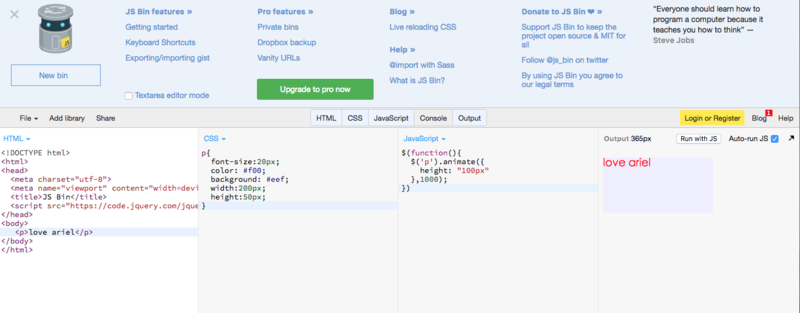 JS Bin features »
Getting started
Keyboard Shortcuts
Exporting/importing gist
Textarea editor mode
New bin
Pro features »
Private bins
Dropbox backup
Vanity URLs
Upgrade to pro now
Blog »
Live reloading CSS
Help »
@import with Sass
What is JS Bin?
Donate to JS Bin ❤ »
Support JS Bin to keep the
project open source & MIT for
all
Follow @js_bin on twitter
By using JS Bin you agree to
our legal terms
"Everyone should learn how to
program a computer because it
teaches you how to think" —
Steve Jobs
File Add library Share HTML CSS JavaScript Console Output Login or Register Blog 1 Help
HTML
<!DOCTYPE html>
<html>
<head>
<meta charset="utf-8">
<meta name="viewport" content="width=devi
<title>JS Bin</title>
<script src="https://code.jquery.com/jque
</head>
<body>
<p>love ariel</p>
</body>
</html>
CSS
p{
font-size:20px;
color: #f00;
background: #eef;
width:200px;
height:50px;
}
JavaScript
$(function(){
$('p').animate({
height: "100px"
},1000);
})
Output 365px Run with JS Auto-run JS
love ariel